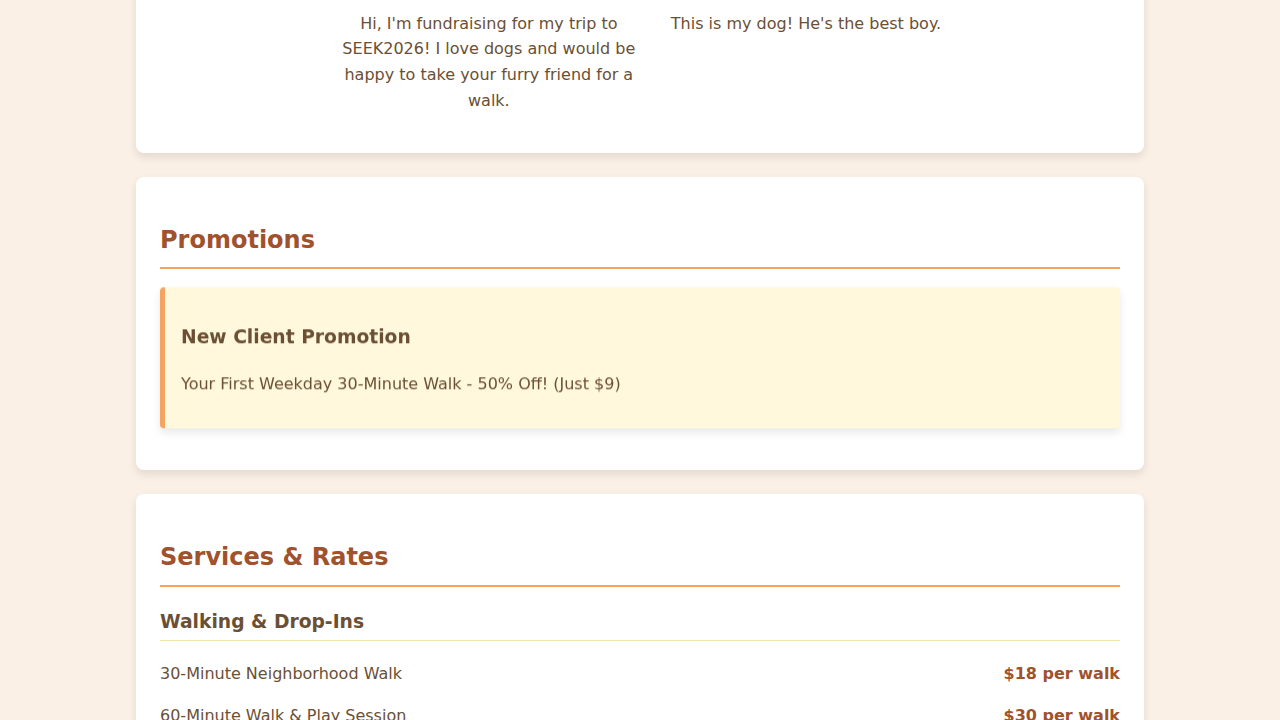 Hi, I'm fundraising for my trip to
SEEK2026! I love dogs and would be
happy to take your furry friend for a
walk.
This is my dog! He's the best boy.
Promotions
New Client Promotion
Your First Weekday 30-Minute Walk - 50% Off! (Just $9)
Services & Rates
Walking & Drop-Ins
30-Minute Neighborhood Walk $18 per walk
60-Minute Walk & Play Session $30 per walk